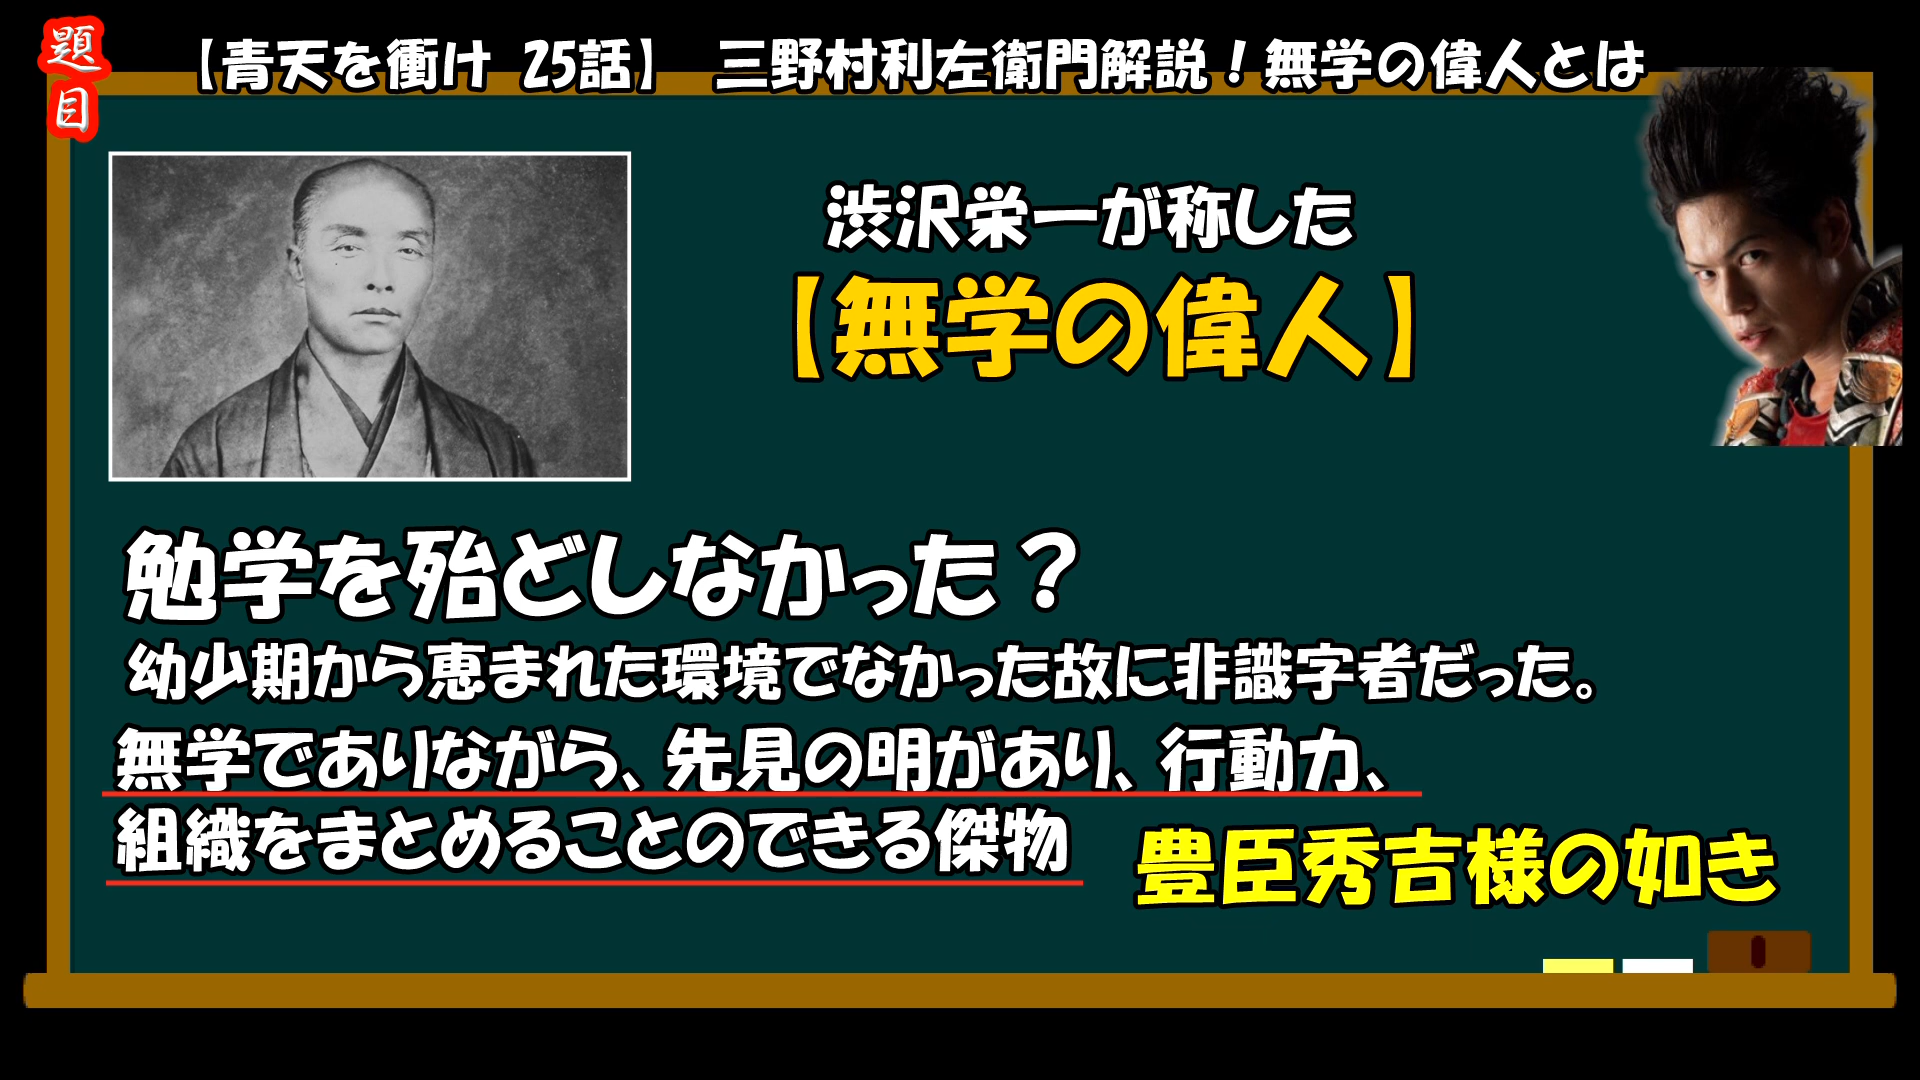 題目
【青天を衝け 25話】 三野村利左衛門解説！無学の偉人とは
渋沢栄一が称した
【無学の偉人】
勉学を殆どしなかった？
幼少期から恵まれた環境でなかった故に非識字者だった。
無学でありながら、先見の明があり、行動力、
組織をまとめることのできる傑物
豊臣秀吉様の如き